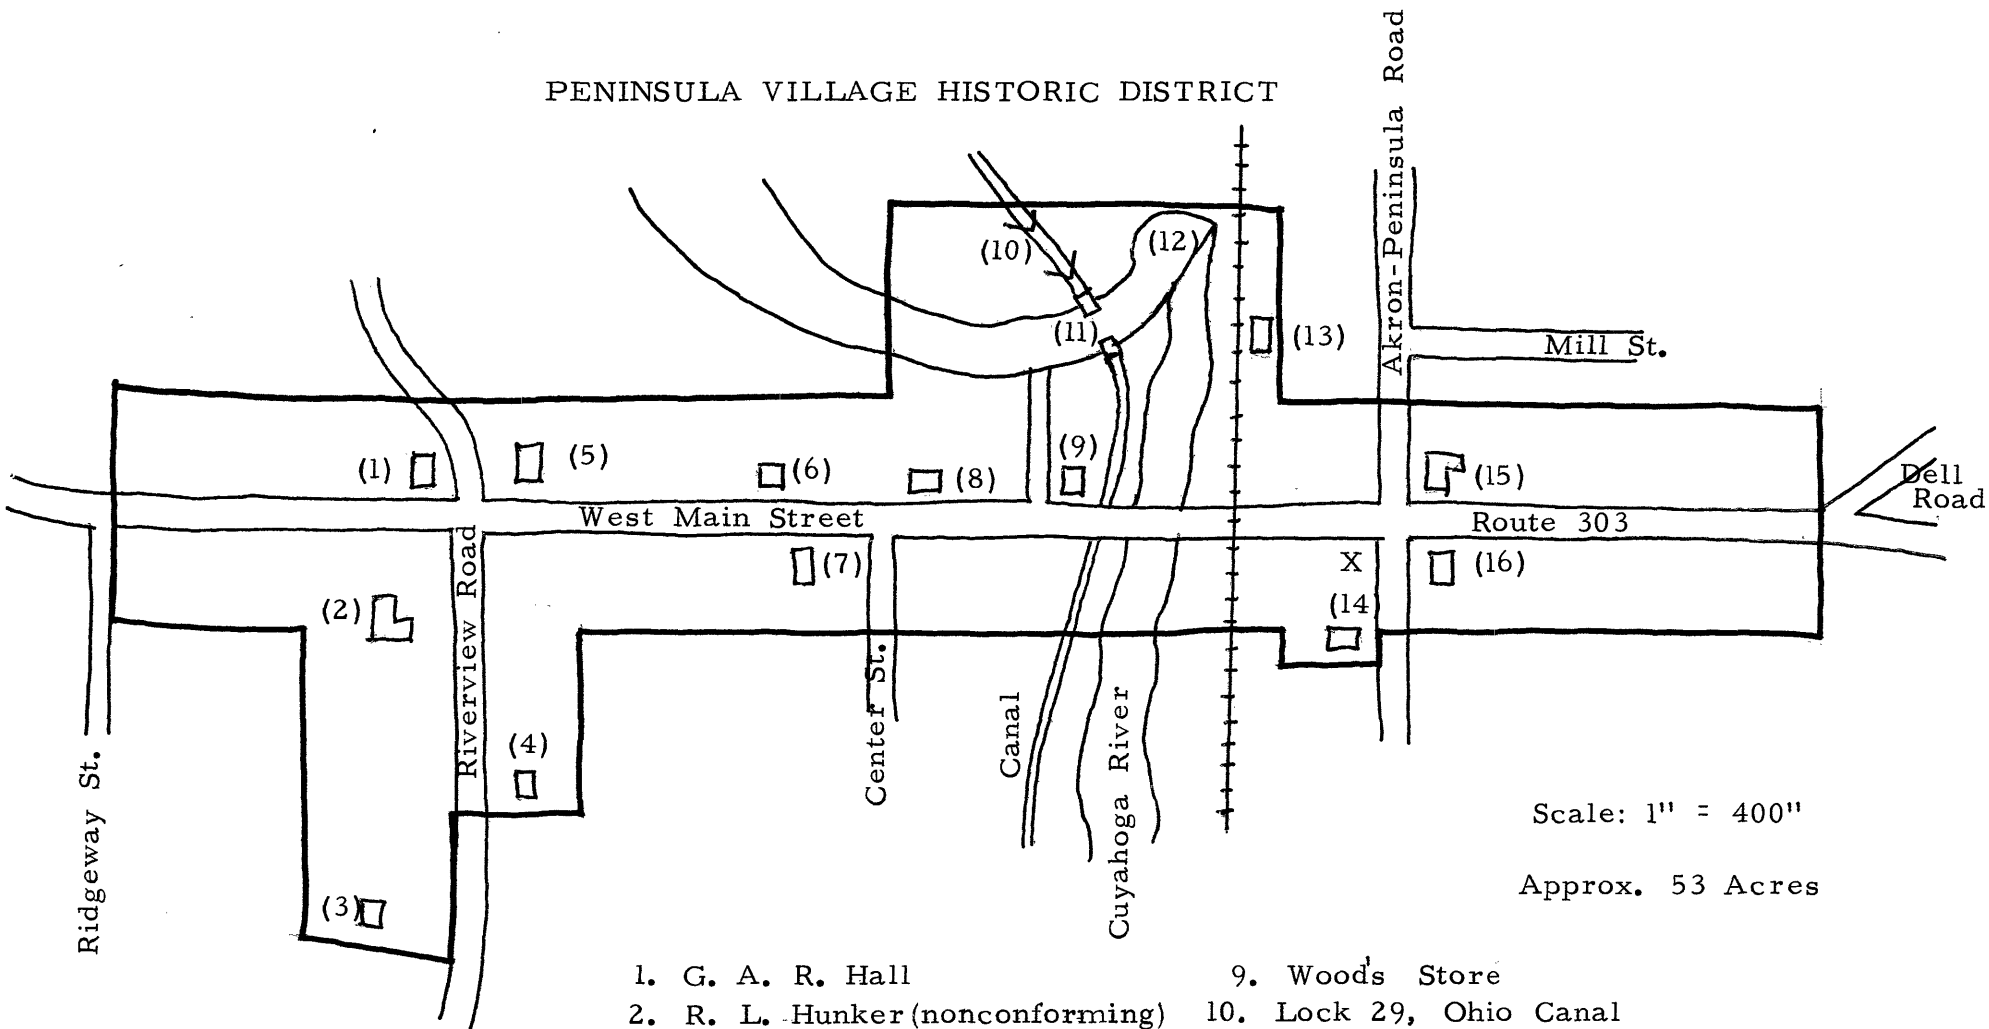 PENINSULA VILLAGE HISTORIC DISTRICT
Akron-Peninsula Road
(10)
(12)
(11)
(13)
Mill St.
(1)
(5)
(6)
(8)
(9)
(15)
Dell
Road
West Main Street
Route 303
(7)
X
(16)
(2)
(14
Riverview Road
Center St.
Canal
Cuyahoga River
(4)
Ridgeway St.
(3)
Scale: 1" = 400"
Approx. 53 Acres
1. G. A. R. Hall
2. R. L. Hunker (nonconforming)
9. Wood's Store
10. Lock 29, Ohio Canal